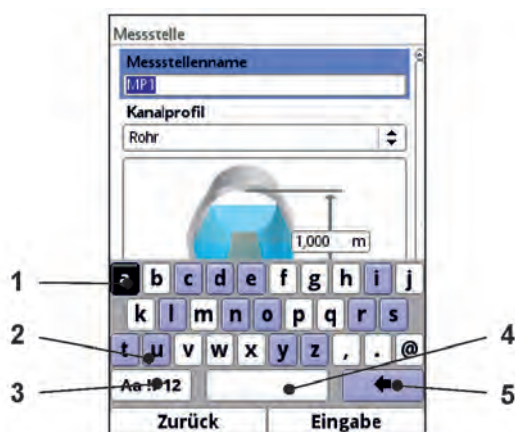 Messstelle
Messstellenname
MP1
Kanalprofil
Rohr
1,000 m
1 a b c d e f g h i j
k l m n o p q r s
2 4
t u v w x y z , . @
3 Aa !? 12 5
Zurück Eingabe